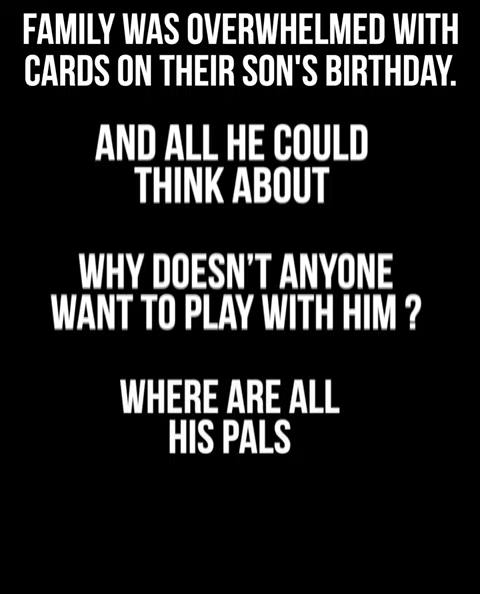 FAMILY WAS OVERWHELMED WITH
CARDS ON THEIR SON'S BIRTHDAY.
AND ALL HE COULD
THINK ABOUT
WHY DOESN’T ANYONE
WANT TO PLAY WITH HIM ?
WHERE ARE ALL
HIS PALS